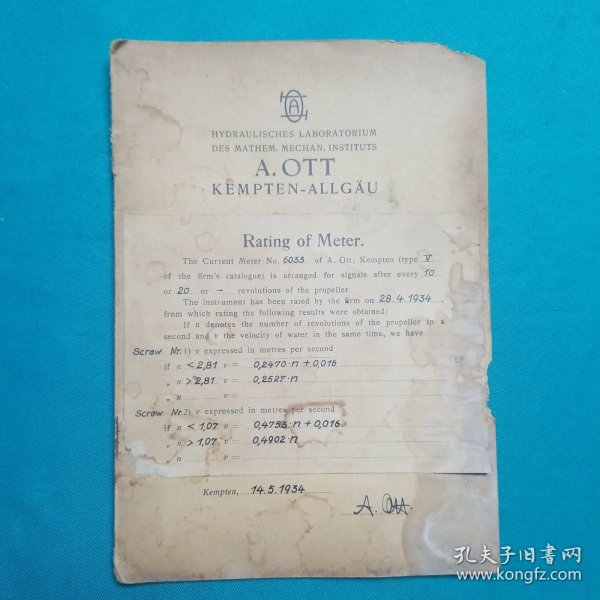 HYDRAULISCHES LABORATORIUM
DES MATHEM. MECHAN. INSTITUTS
A. OTT
KEMPTEN-ALLGÄU
Rating of Meter.
The Current Meter No. 6033 of A. Ott, Kempten (type V
of the firm's catalogue) is arranged for signals after every 10
or 20 or – revolutions of the propeller.
The instrument has been rated by the firm on 28.4.1934,
from which rating the following results were obtained:
If n denotes the number of revolutions of the propeller in a
second and v the velocity of water in the same time, we have
Screw Nr. 1) v expressed in metres per second
if n < 2,81 v = 0,2470·n + 0,016
„ n > 2,81 v = 0,2527·n
„ n v =
Screw Nr. 2) v expressed in metres per second
if n < 1,07 v = 0,4753·n + 0,016
„ n > 1,07 v = 0,4902·n
„ n v =
Kempten, 14.5.1934
A. Ott.
孔夫子旧书网
www.kongfz.com